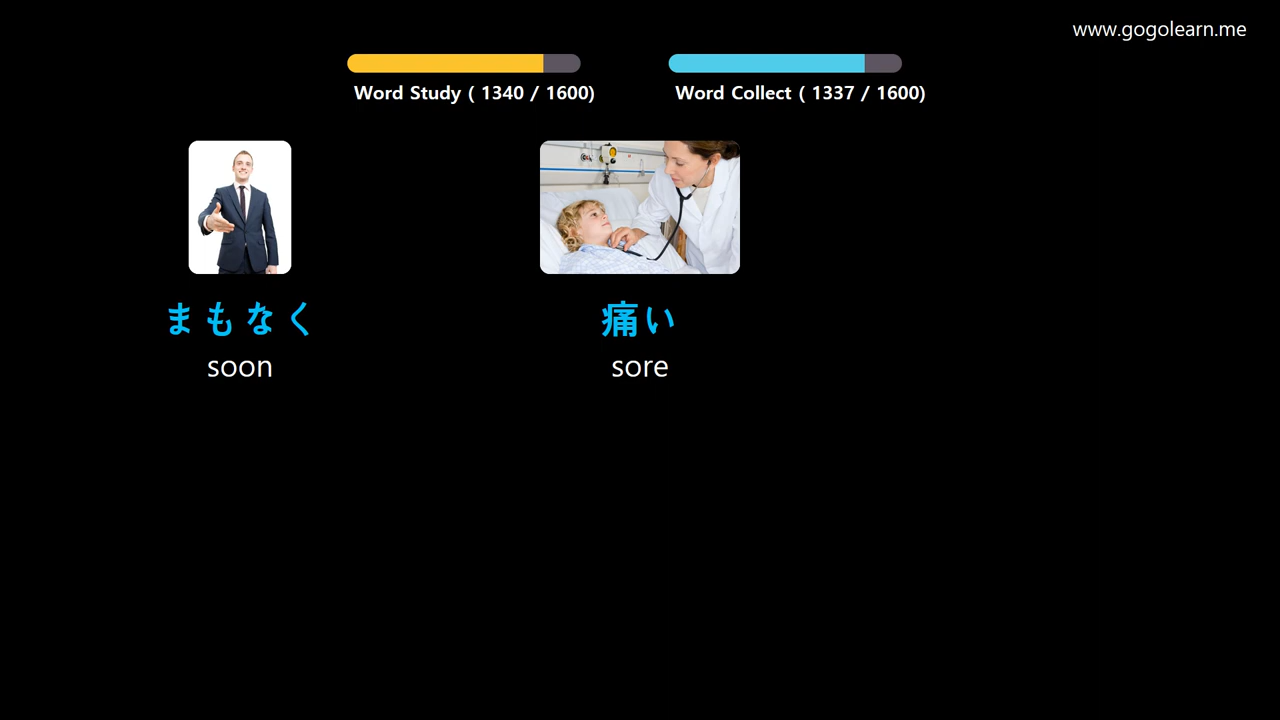 www.gogolearn.me
Word Study ( 1340 / 1600)
Word Collect ( 1337 / 1600)
まもなく
soon
痛い
sore